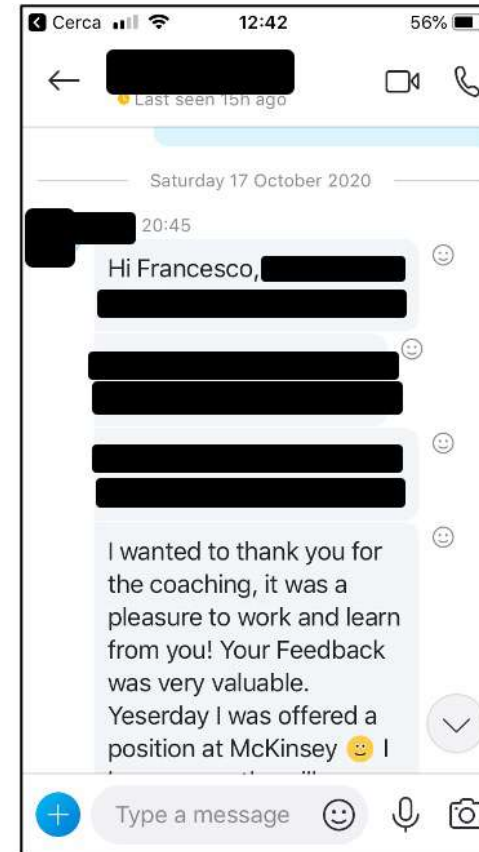 Cerca 12:42 56%
Last seen 15h ago
Saturday 17 October 2020
20:45
Hi Francesco,
I wanted to thank you for
the coaching, it was a
pleasure to work and learn
from you! Your Feedback
was very valuable.
Yeserday I was offered a
position at McKinsey 🙂 I
Type a message